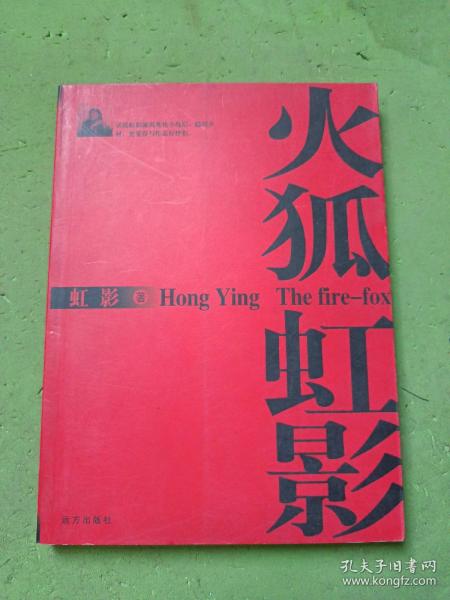 火狐虹影
虹影 著 Hong Ying The fire-fox
远方出版社
孔夫子旧书网
www.kongfz.com